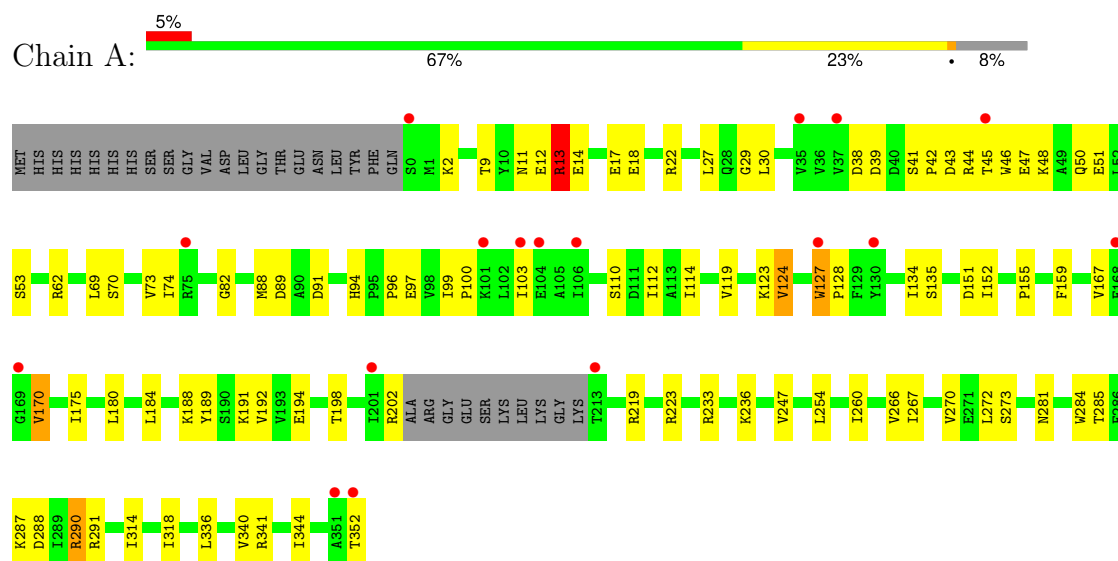 5%
Chain A:
67% 23% • 8%
MET HIS HIS HIS HIS HIS HIS SER SER GLY VAL ASP LEU GLY THR GLU ASN LEU TYR PHE GLN S0 M1 K2 T9 Y10 N11 E12 R13 E14 E17 E18 R22 L27 Q28 G29 L30 V35 V36 V37 D38 D39 D40 S41 P42 D43 R44 T45 W46 E47 K48 A49 Q50 E51 L52
S53 R62 L69 S70 V73 I74 R75 G82 M88 D89 A90 D91 H94 P95 P96 E97 V98 I99 P100 K101 L102 I103 E104 A105 I106 S110 D111 I112 A113 I114 V119 K123 V124 W127 P128 F129 Y130 I134 S135 D151 I152 P155 F159 V167 F168
G169 V170 I175 L180 L184 K188 Y189 S190 K191 V192 V193 E194 T198 I201 R202 ALA ARG GLY GLU SER LYS LEU LYS GLY LYS T213 R219 R223 R233 K236 V247 L254 I260 V266 I267 V270 E271 L272 S273 N281 W284 T285
K287 D288 I289 R290 R291 I314 I318 L336 V340 R341 I344 A351 T352